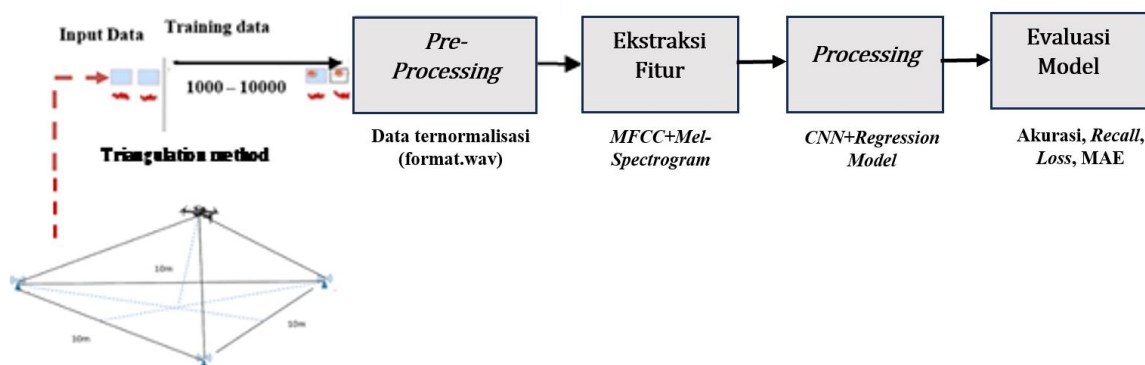 Input Data
Training data
1000 – 10000
Triangulation method
10m
10m
10m
Pre-
Processing
Data ternormalisasi
(format.wav)
Ekstraksi
Fitur
MFCC+Mel-
Spectrogram
Processing
CNN+Regression
Model
Evaluasi
Model
Akurasi, Recall,
Loss, MAE